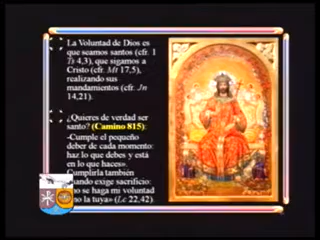 La Voluntad de Dios es
que seamos santos (cfr. 1
Ts 4,3), que sigamos a
Cristo (cfr. Mt 17,5),
realizando sus
mandamientos (cfr. Jn
14,21).
¿Quieres de verdad ser
santo? (Camino 815):
-Cumple el pequeño
deber de cada momento:
haz lo que debes y está
en lo que haces».
Cumplirla también
cuando exige sacrificio:
no se haga mi voluntad
sino la tuya» (Lc 22,42).